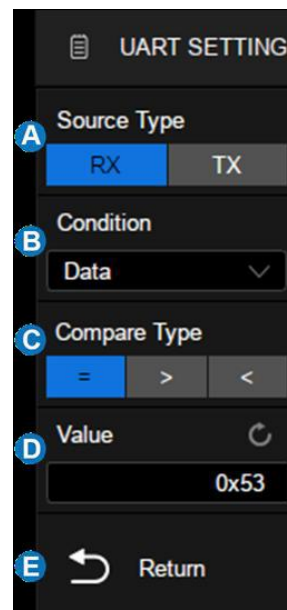 UART SETTING
A Source Type
RX TX
B Condition
Data
C Compare Type
= > <
D Value
0x53
E Return